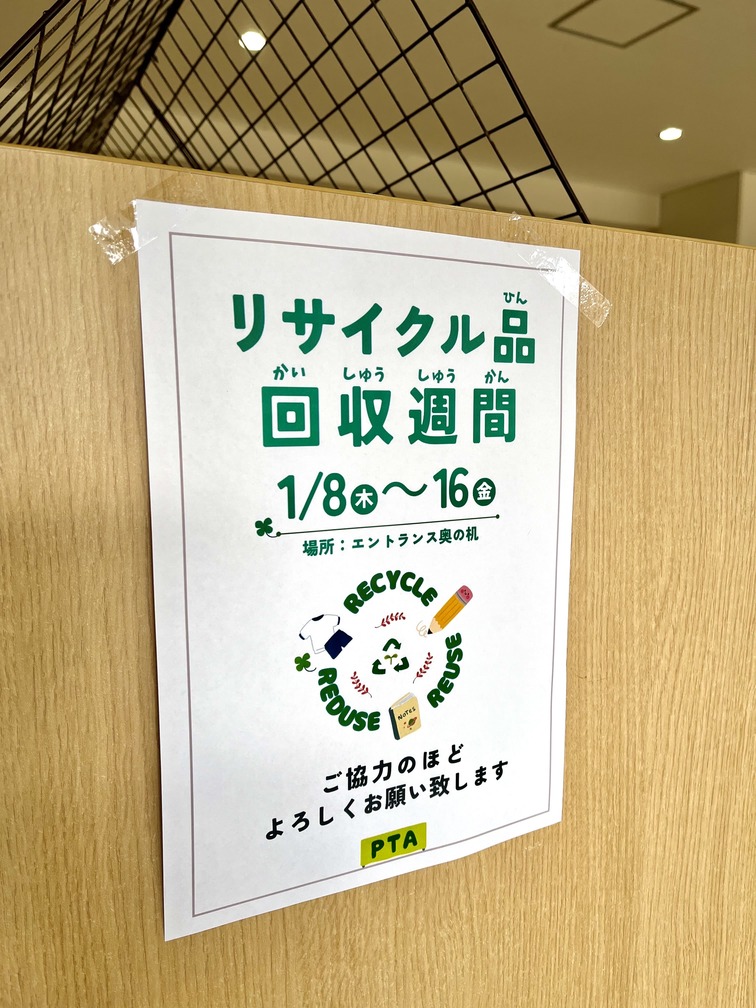 リサイクル品
ひん
回収週間
かい しゅう しゅう かん
1/8木〜16金
場所：エントランス奥の机
RECYCLE
REUSE
REDUSE
NOTES
ご協力のほど
よろしくお願い致します
PTA